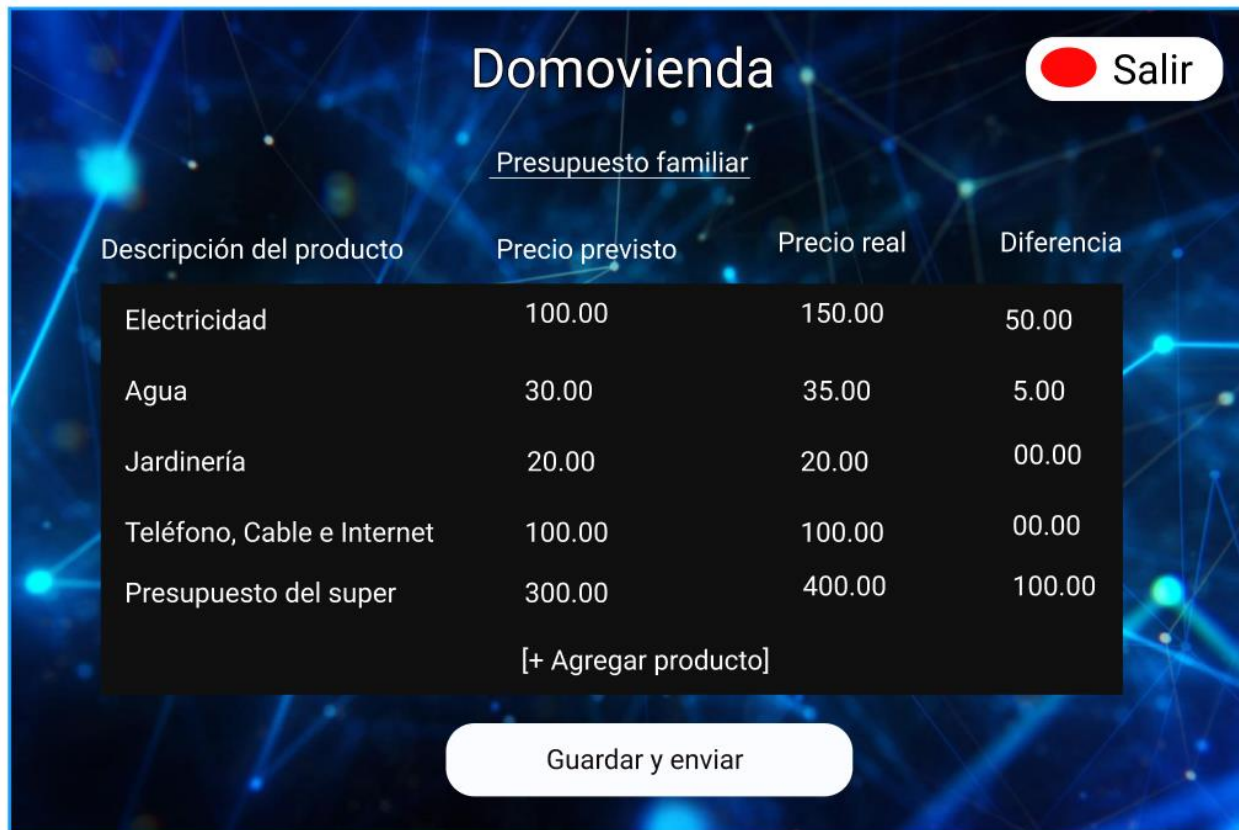 Domovienda
Salir
Presupuesto familiar
Descripción del producto Precio previsto Precio real Diferencia
Electricidad 100.00 150.00 50.00
Agua 30.00 35.00 5.00
Jardinería 20.00 20.00 00.00
Teléfono, Cable e Internet 100.00 100.00 00.00
Presupuesto del super 300.00 400.00 100.00
[+ Agregar producto]
Guardar y enviar